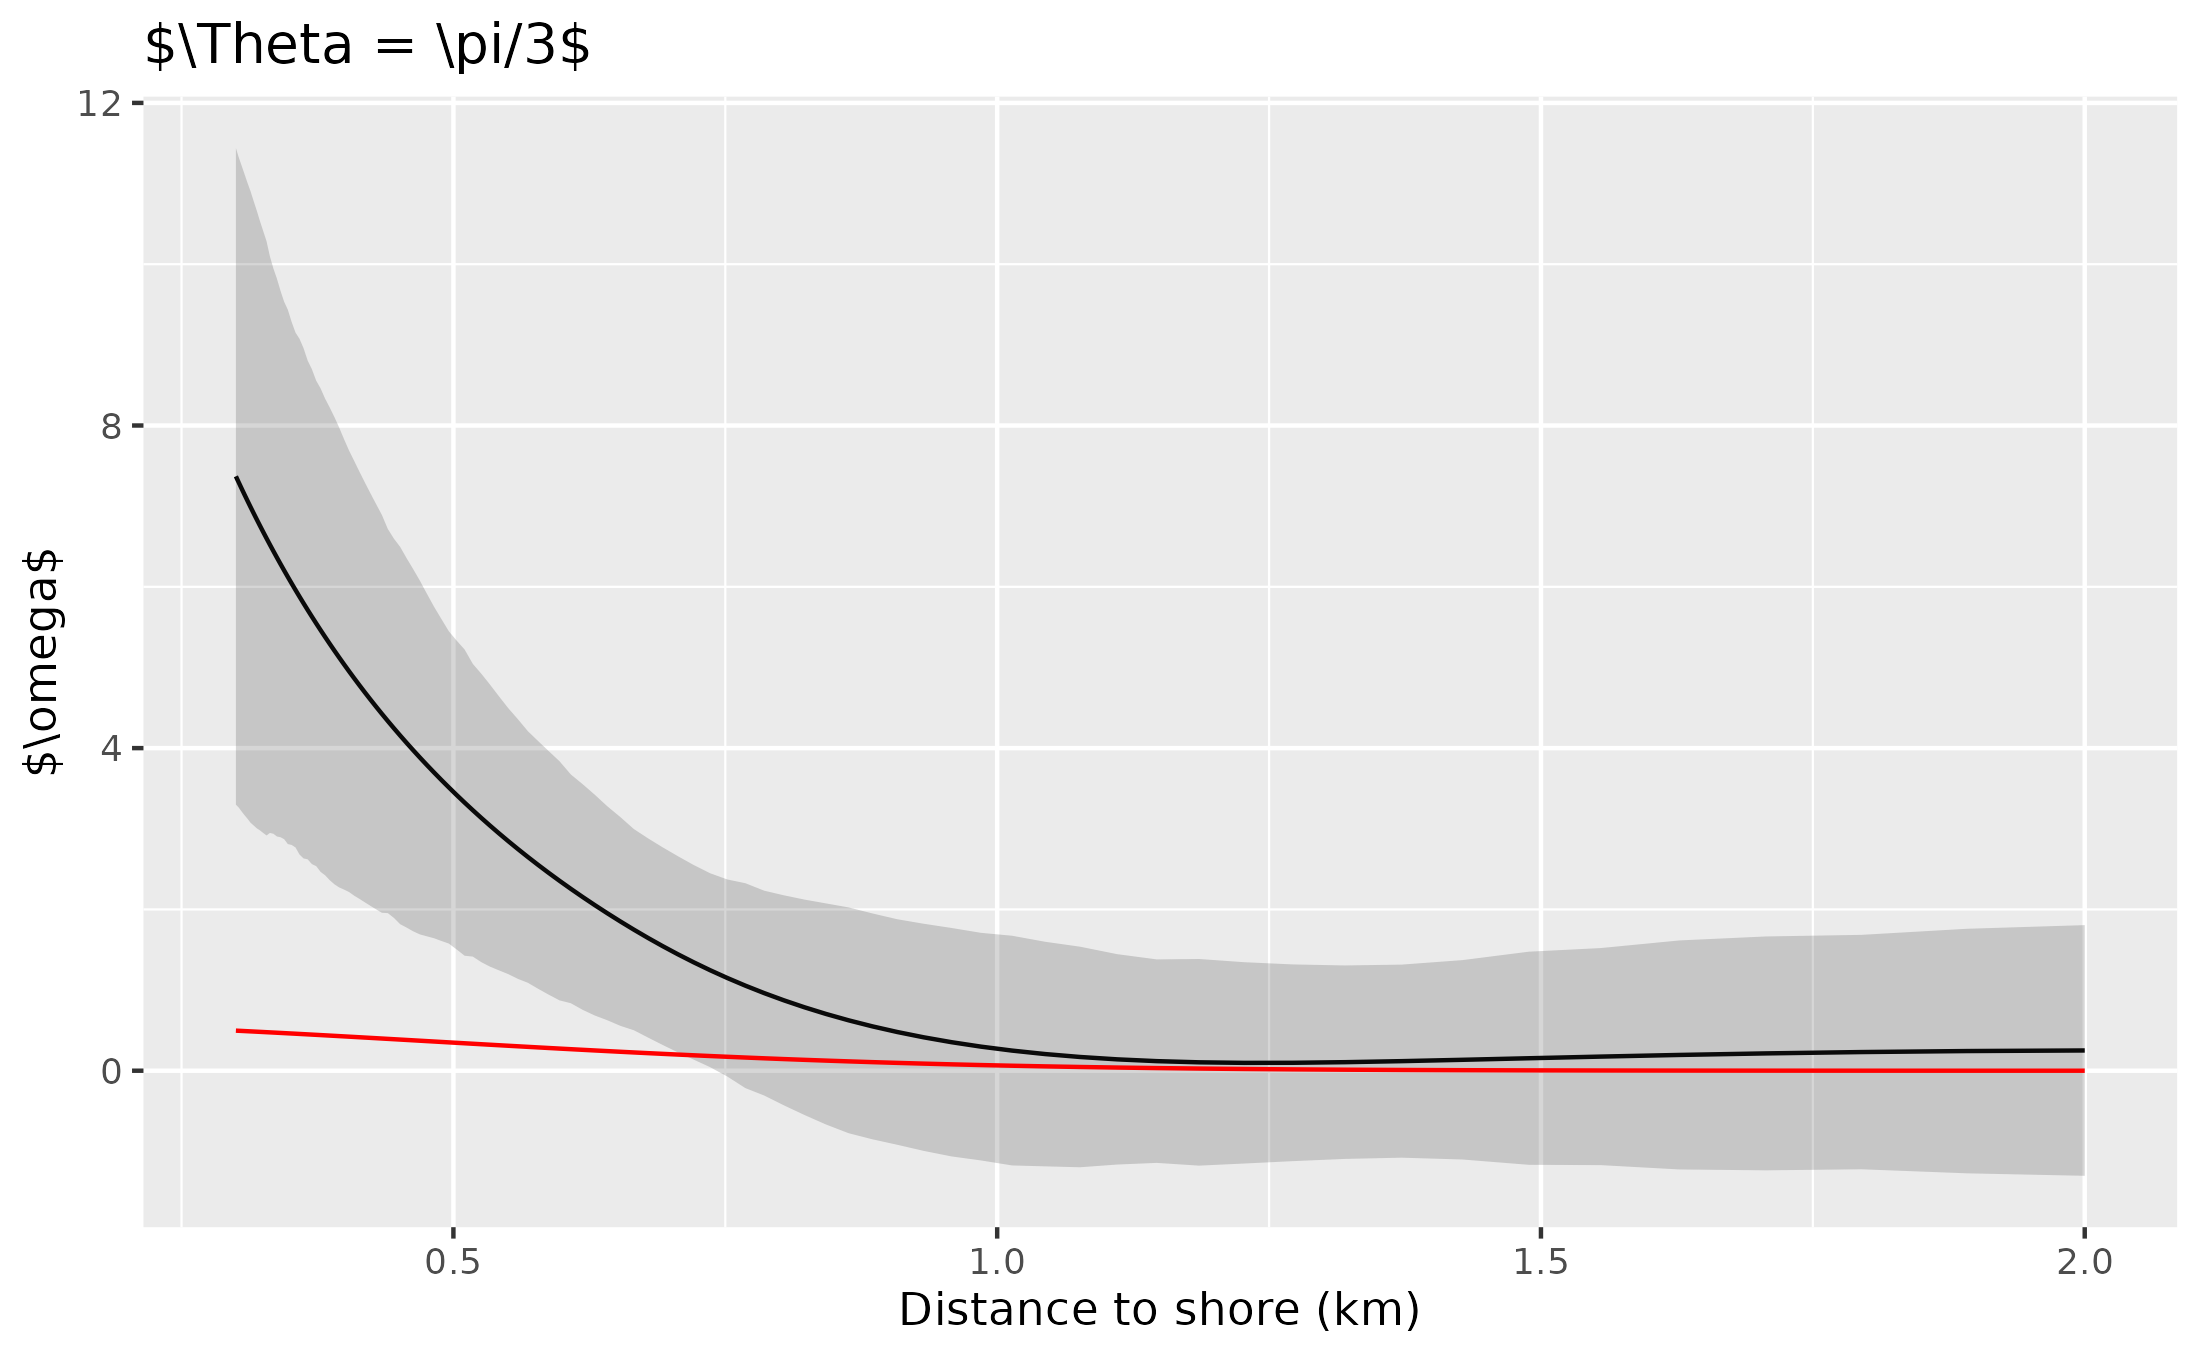 $\Theta = \pi/3$
12
8
4
0
$\omega$
0.5 1.0 1.5 2.0
Distance to shore (km)